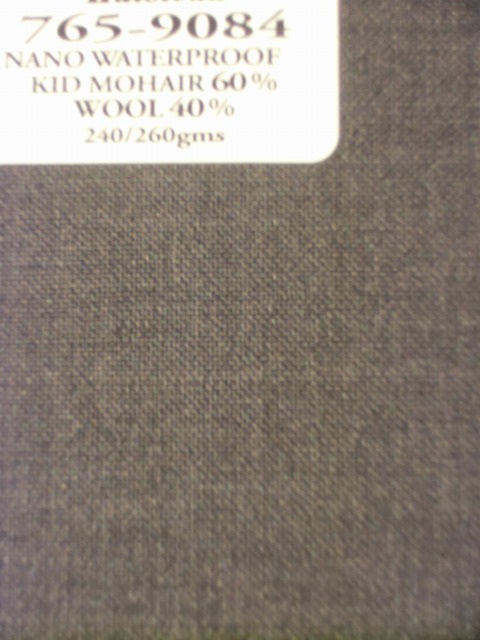 765-9084
NANO WATERPROOF
KID MOHAIR 60%
WOOL 40%
240/260gms